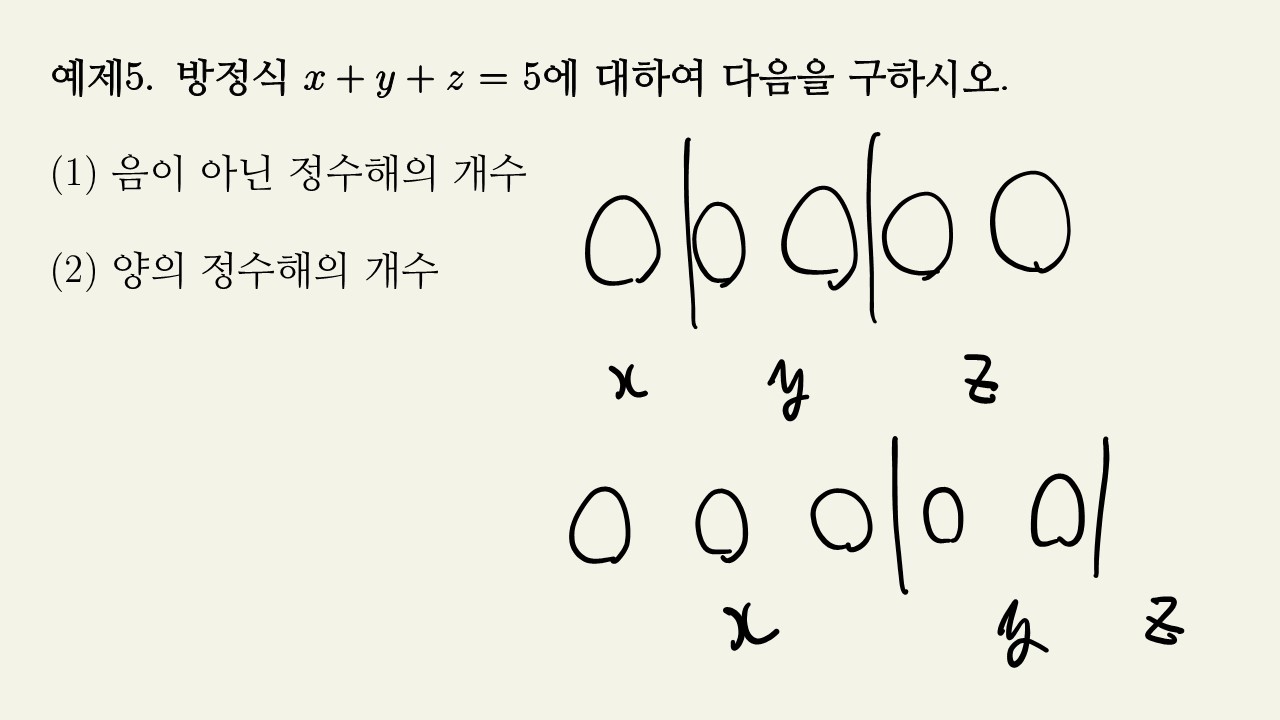 예제5. 방정식 x + y + z = 5에 대하여 다음을 구하시오.
(1) 음이 아닌 정수해의 개수
(2) 양의 정수해의 개수
O | O O | O O
x y z
O O O | O O |
x y z